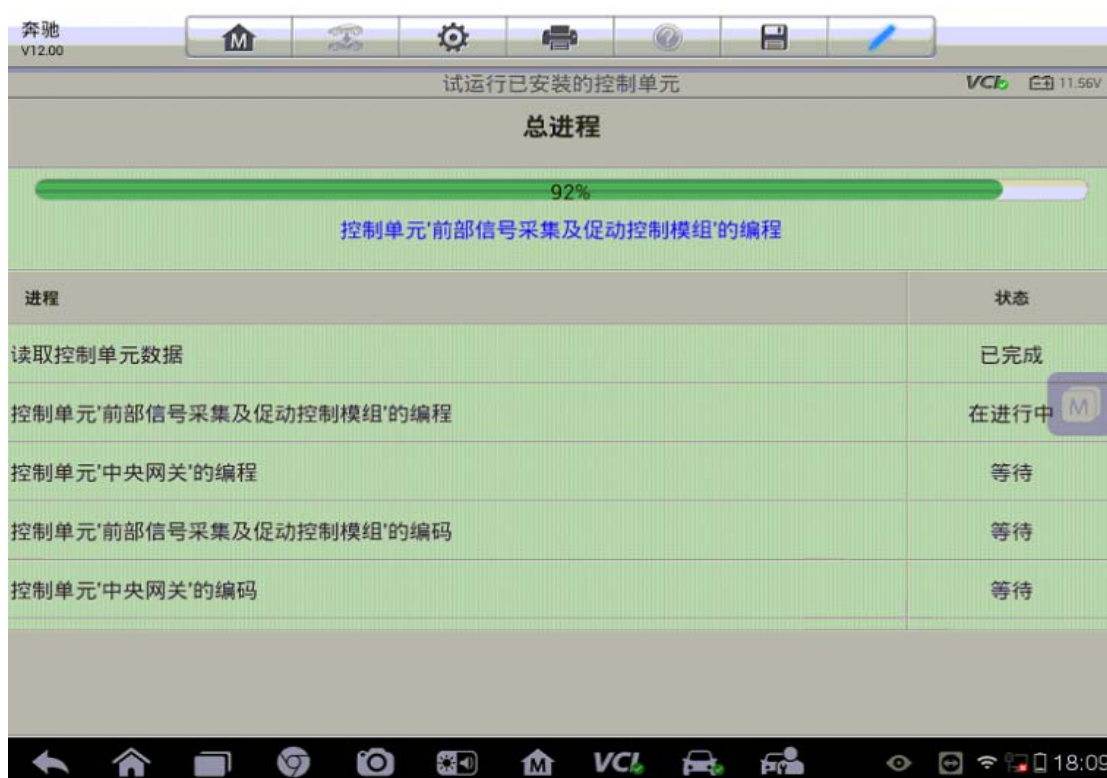 奔驰
V12.00
M
试运行已安装的控制单元
VCI 11.56V
总进程
92%
控制单元'前部信号采集及促动控制模组'的编程
进程 状态
读取控制单元数据 已完成
控制单元'前部信号采集及促动控制模组'的编程 在进行中
M
控制单元'中央网关'的编程 等待
控制单元'前部信号采集及促动控制模组'的编码 等待
控制单元'中央网关'的编码 等待
M VCI 18:09